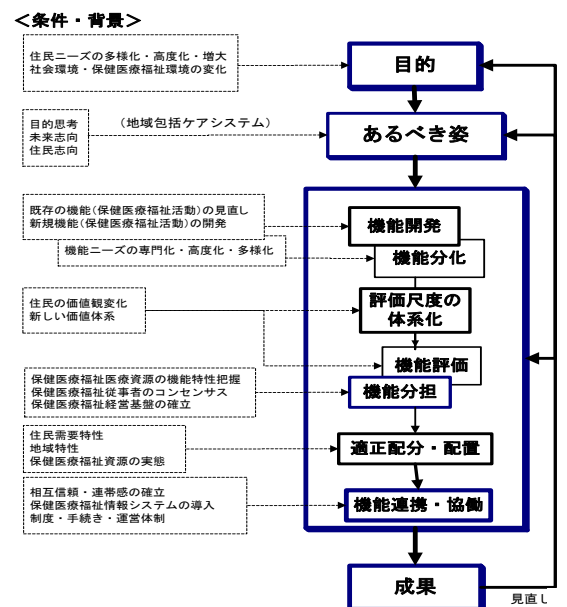 ＜条件・背景＞
住民ニーズの多様化・高度化・増大
社会環境・保健医療福祉環境の変化
目的
目的思考
未来志向
住民志向
（地域包括ケアシステム）
あるべき姿
既存の機能(保健医療福祉活動)の見直し
新規機能(保健医療福祉活動)の開発
機能開発
機能ニーズの専門化・高度化・多様化
機能分化
住民の価値観変化
新しい価値体系
評価尺度の
体系化
機能評価
保健医療福祉医療資源の機能特性把握
保健医療福祉従事者のコンセンサス
保健医療福祉経営基盤の確立
機能分担
住民需要特性
地域特性
保健医療福祉資源の実態
適正配分・配置
相互信頼・連帯感の確立
保健医療福祉情報システムの導入
制度・手続き・運営体制
機能連携・協働
成果
見直し